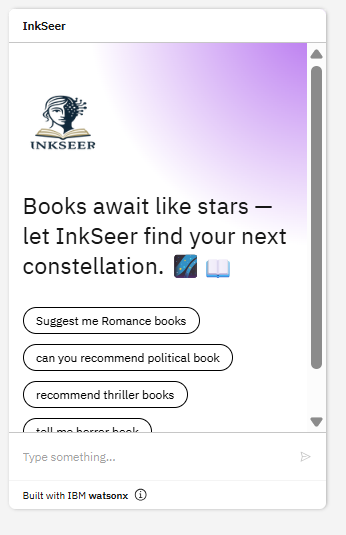 InkSeer
INKSEER
Books await like stars —
let InkSeer find your next
constellation. 🌌 📖
Suggest me Romance books
can you recommend political book
recommend thriller books
tell me horror book
Type something...
Built with IBM watsonx